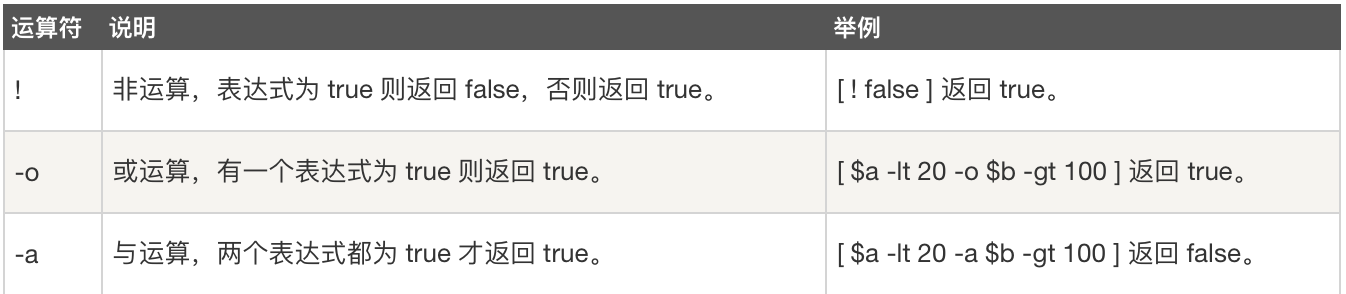 运算符 说明 举例
! 非运算，表达式为 true 则返回 false，否则返回 true。 [ ! false ] 返回 true。
-o 或运算，有一个表达式为 true 则返回 true。 [ $a -lt 20 -o $b -gt 100 ] 返回 true。
-a 与运算，两个表达式都为 true 才返回 true。 [ $a -lt 20 -a $b -gt 100 ] 返回 false。